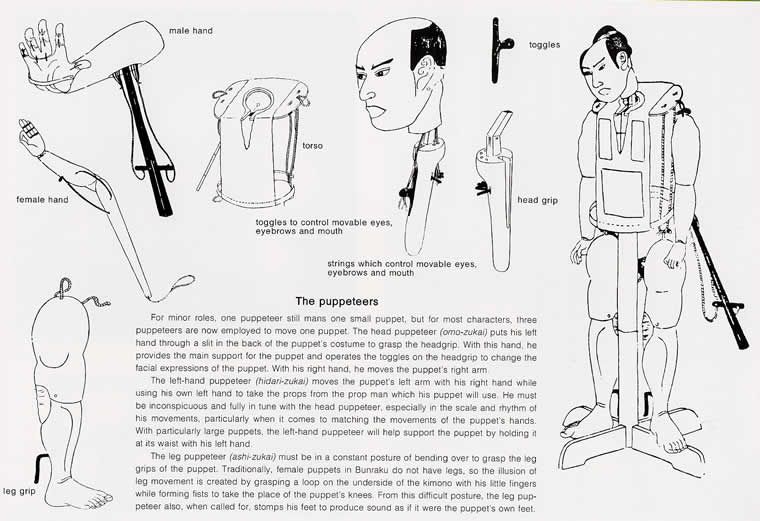 male hand
toggles
torso
female hand
head grip
toggles to control movable eyes,
eyebrows and mouth
strings which control movable eyes,
eyebrows and mouth
The puppeteers
For minor roles, one puppeteer still mans one small puppet, but for most characters, three
puppeteers are now employed to move one puppet. The head puppeteer (omo-zukai) puts his left
hand through a slit in the back of the puppet's costume to grasp the headgrip. With this hand, he
provides the main support for the puppet and operates the toggles on the headgrip to change the
facial expressions of the puppet. With his right hand, he moves the puppet's right arm.
The left-hand puppeteer (hidari-zukai) moves the puppet's left arm with his right hand while
using his own left hand to take the props from the prop man which his puppet will use. He must
be inconspicuous and fully in tune with the head puppeteer, especially in the scale and rhythm of
his movements, particularly when it comes to matching the movements of the puppet's hands.
With particularly large puppets, the left-hand puppeteer will help support the puppet by holding it
at its waist with his left hand.
The leg puppeteer (ashi-zukai) must be in a constant posture of bending over to grasp the leg
grips of the puppet. Traditionally, female puppets in Bunraku do not have legs, so the illusion
of leg movement is created by grasping a loop on the underside of the kimono with his little fingers
while forming fists to take the place of the puppet's knees. From this difficult posture, the leg pup-
peteer also, when called for, stomps his feet to produce sound as if it were the puppet's own feet.
leg grip